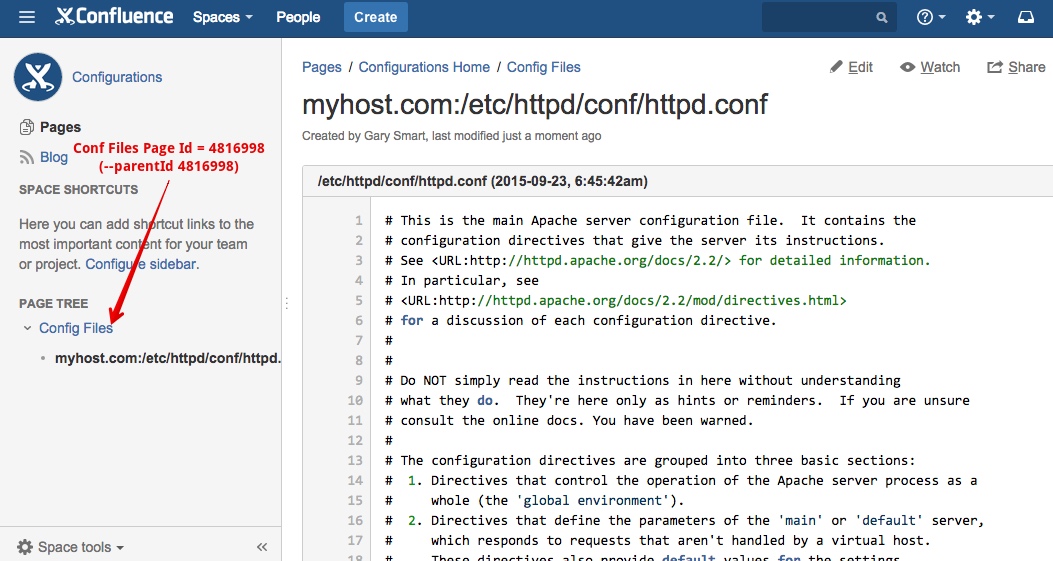 Confluence Spaces People Create
Configurations
Pages
Blog
Conf Files Page Id = 4816998
(--parentId 4816998)
SPACE SHORTCUTS
Here you can add shortcut links to the
most important content for your team
or project. Configure sidebar.
PAGE TREE
Config Files
myhost.com:/etc/httpd/conf/httpd.
Space tools
Pages / Configurations Home / Config Files
Edit Watch Share
myhost.com:/etc/httpd/conf/httpd.conf
Created by Gary Smart, last modified just a moment ago
/etc/httpd/conf/httpd.conf (2015-09-23, 6:45:42am)
1 # This is the main Apache server configuration file.  It contains the
2 # configuration directives that give the server its instructions.
3 # See <URL:http://httpd.apache.org/docs/2.2/> for detailed information.
4 # In particular, see
5 # <URL:http://httpd.apache.org/docs/2.2/mod/directives.html>
6 # for a discussion of each configuration directive.
7 #
8 #
9 # Do NOT simply read the instructions in here without understanding
10 # what they do.  They're here only as hints or reminders.  If you are unsure
11 # consult the online docs. You have been warned.
12 #
13 # The configuration directives are grouped into three basic sections:
14 #  1. Directives that control the operation of the Apache server process as a
15 #     whole (the 'global environment').
16 #  2. Directives that define the parameters of the 'main' or 'default' server,
17 #     which responds to requests that aren't handled by a virtual host.
18 #     These directives also provide default values for the settings